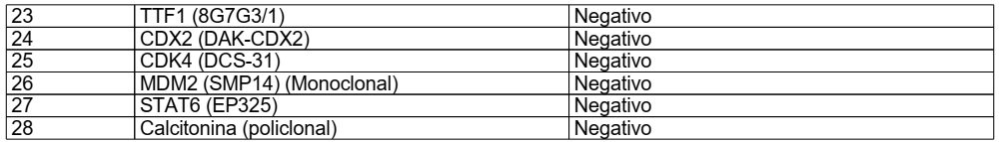 23 TTF1 (8G7G3/1) Negativo
24 CDX2 (DAK-CDX2) Negativo
25 CDK4 (DCS-31) Negativo
26 MDM2 (SMP14) (Monoclonal) Negativo
27 STAT6 (EP325) Negativo
28 Calcitonina (policlonal) Negativo